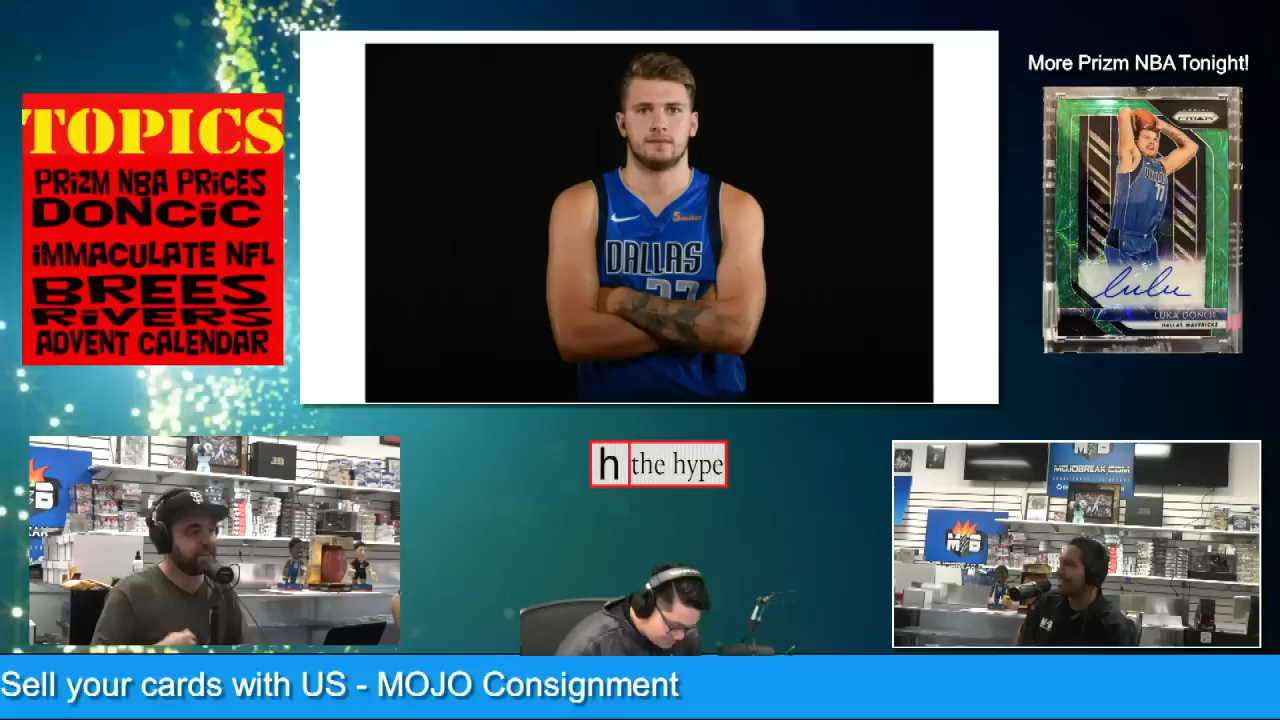 More Prizm NBA Tonight!
TOPICS
PRiZM NBA PRiCES
DONCiC
iMMACULATE NFL
BREES
RiVERS
ADVENT CALENDAR
DALLAS
LUKA DONCIC
DALLAS MAVERICKS
h the hype
MOJOBREAK.COM
Sell your cards with US - MOJO Consignment